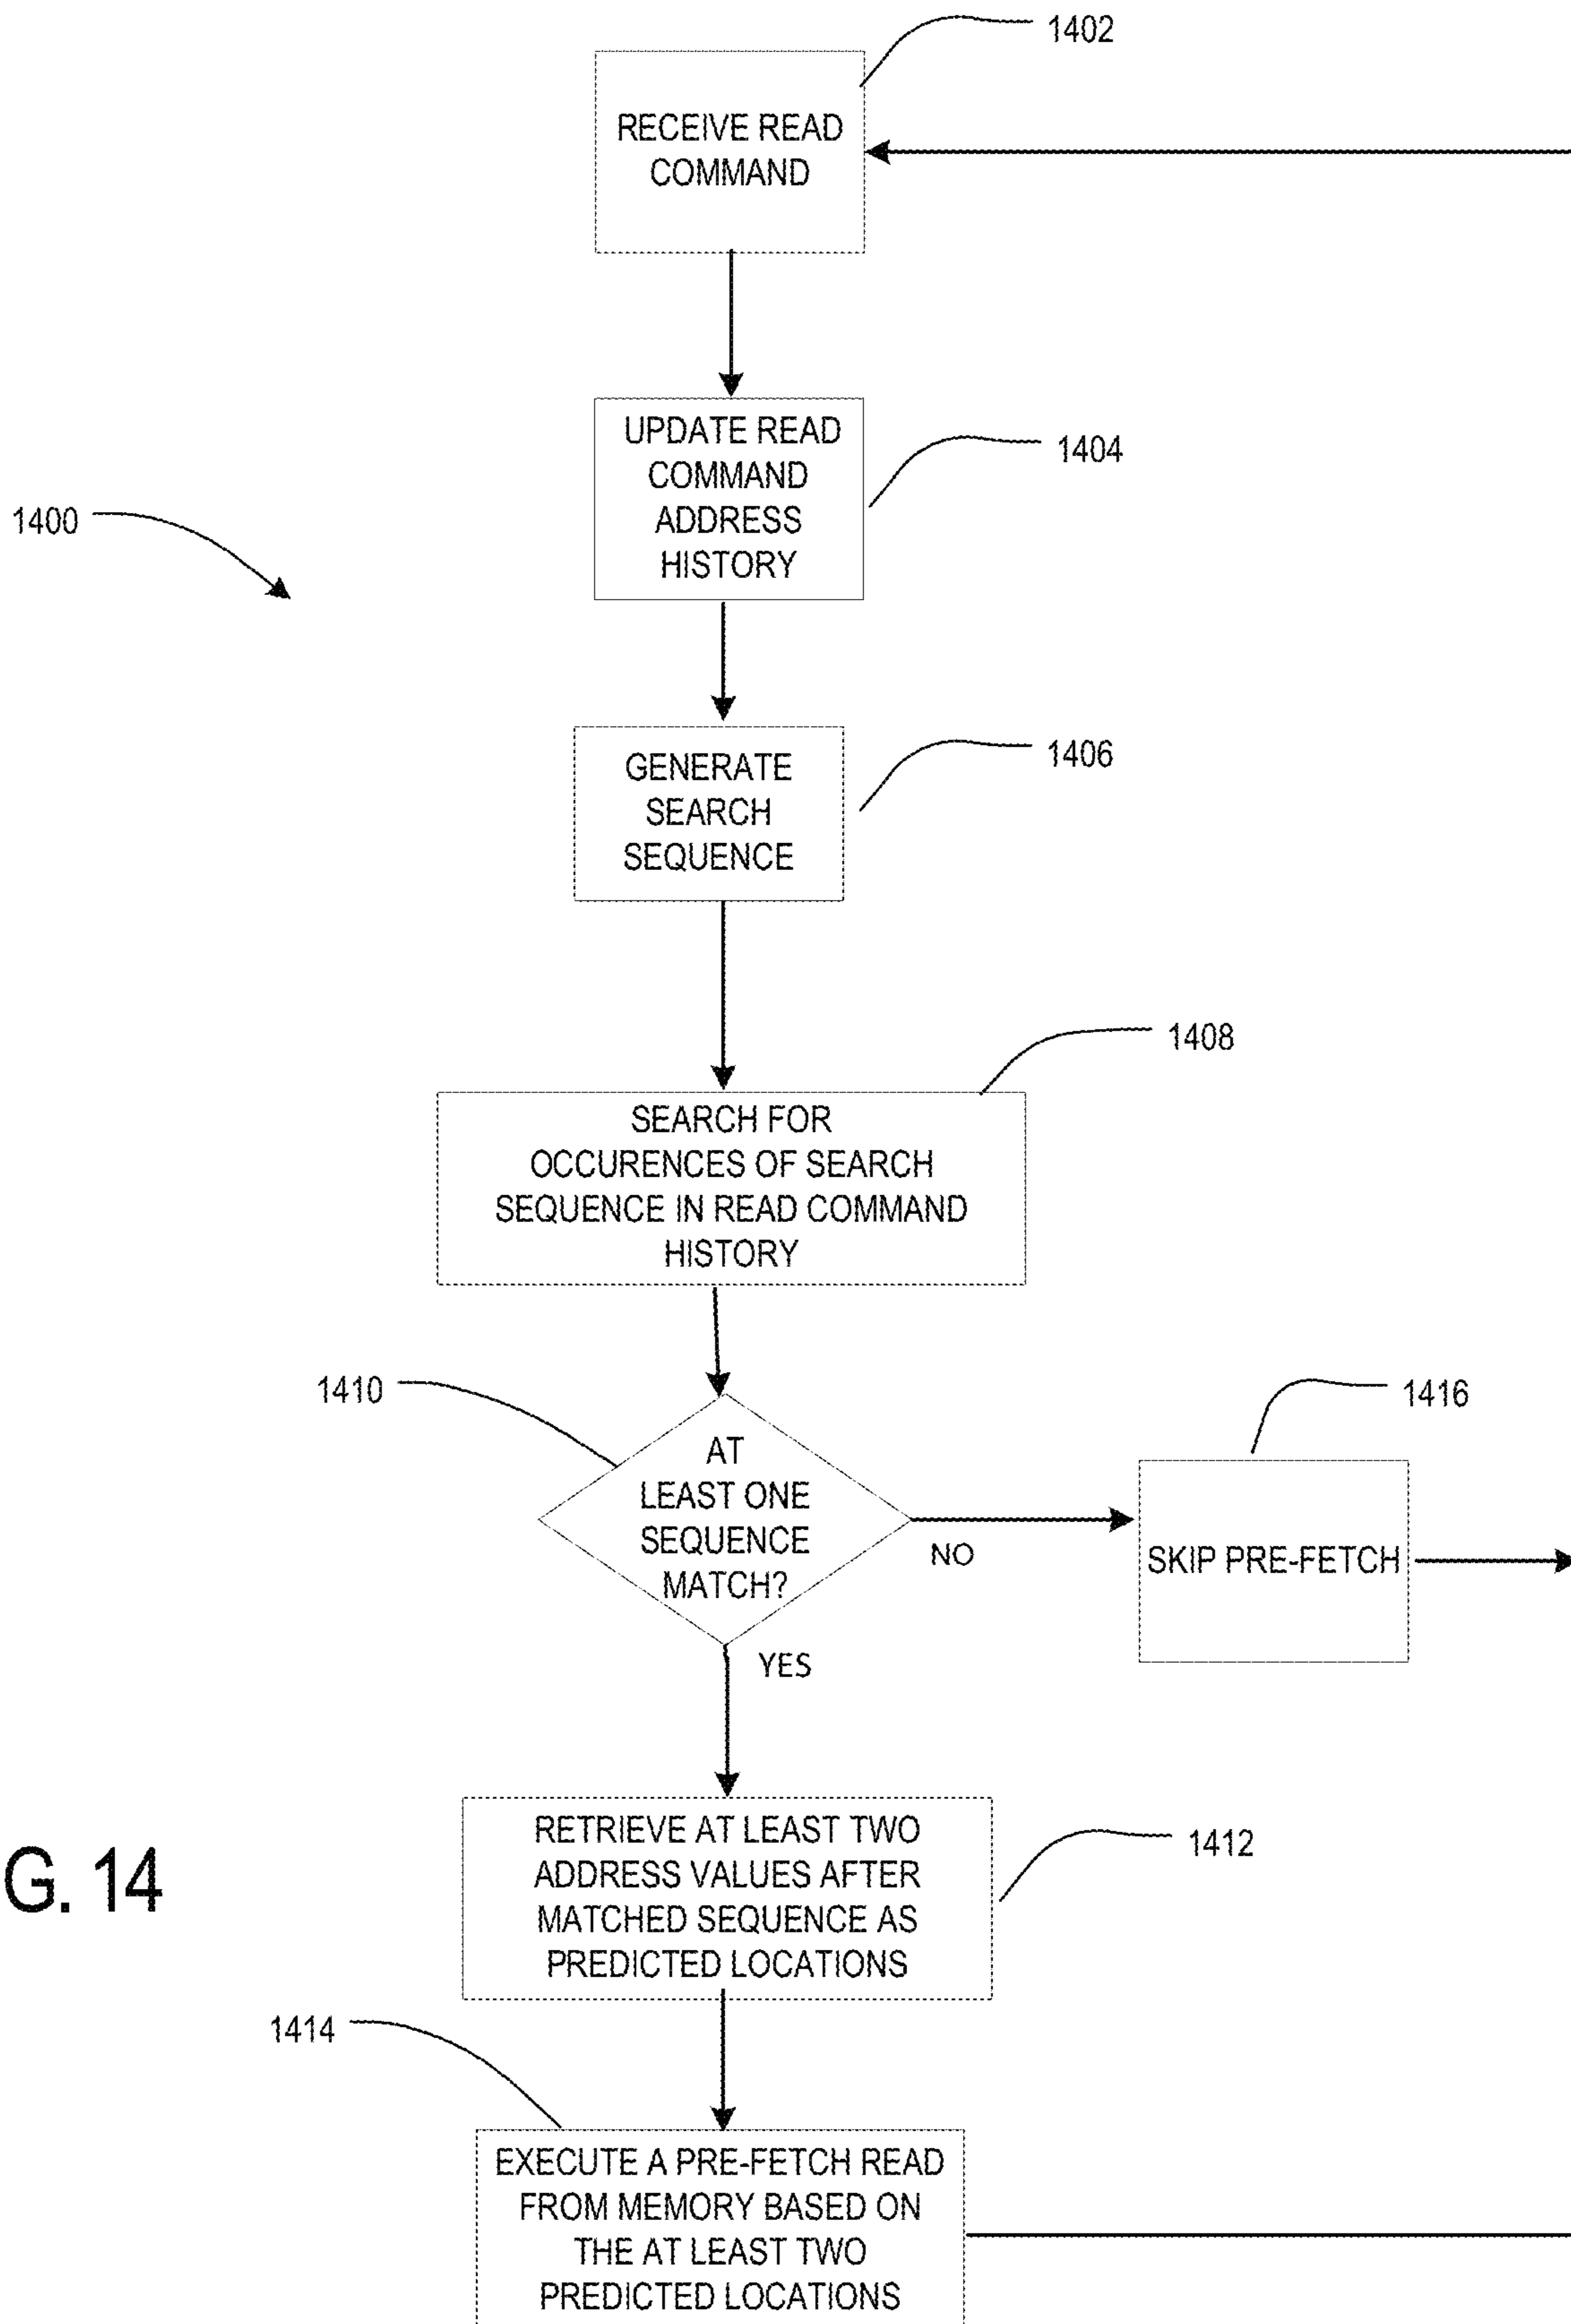 1402
RECEIVE READ
COMMAND
UPDATE READ
COMMAND
ADDRESS
HISTORY
1404
1400
GENERATE
SEARCH
SEQUENCE
1406
1408
SEARCH FOR
OCCURENCES OF SEARCH
SEQUENCE IN READ COMMAND
HISTORY
1410
1416
AT
LEAST ONE
SEQUENCE
MATCH?
NO
SKIP PRE-FETCH
YES
RETRIEVE AT LEAST TWO
ADDRESS VALUES AFTER
MATCHED SEQUENCE AS
PREDICTED LOCATIONS
1412
G. 14
1414
EXECUTE A PRE-FETCH READ
FROM MEMORY BASED ON
THE AT LEAST TWO
PREDICTED LOCATIONS